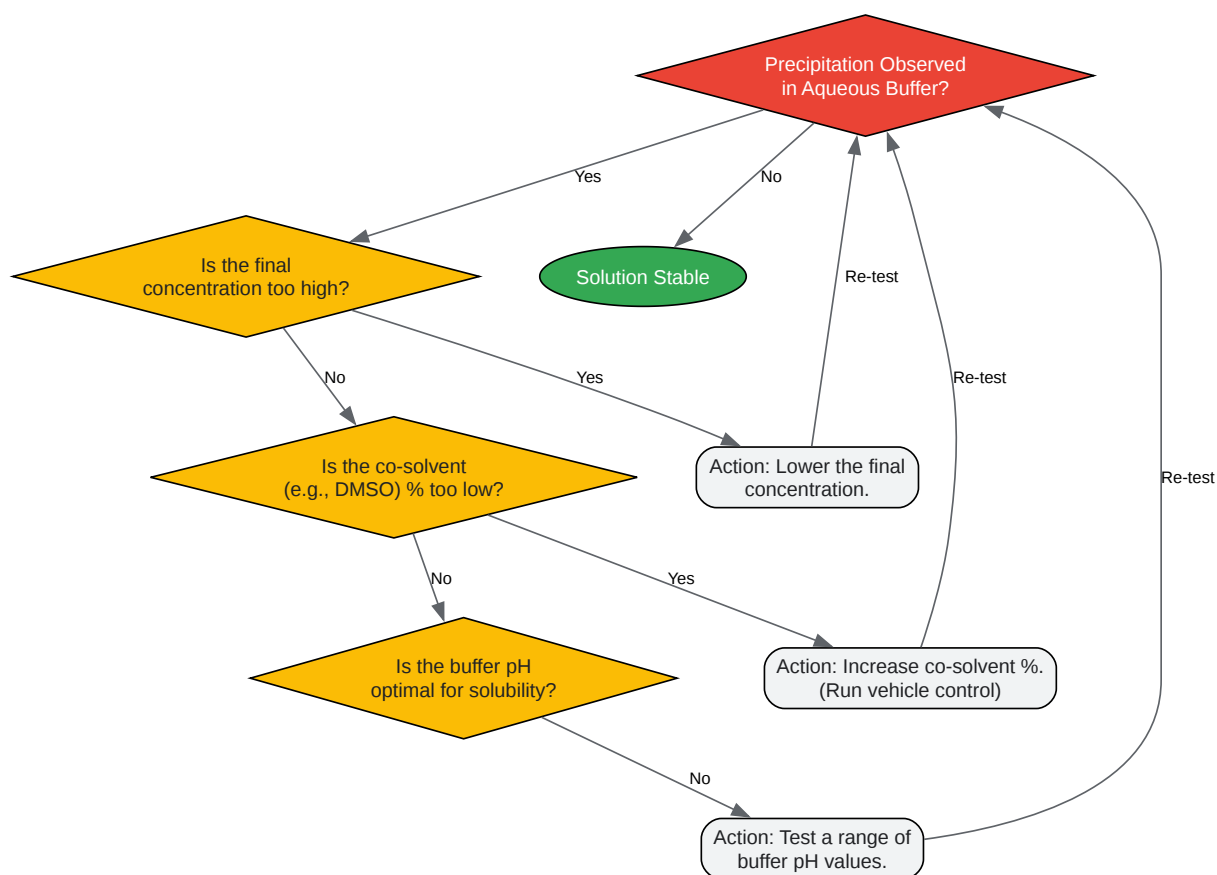 Precipitation Observed
in Aqueous Buffer?
Yes
No
Is the final
concentration too high?
Solution Stable
Re-test
No
Yes
Re-test
Is the co-solvent
(e.g., DMSO) % too low?
Action: Lower the final
concentration.
Re-test
No
Yes
Is the buffer pH
optimal for solubility?
Action: Increase co-solvent %.
(Run vehicle control)
No
Action: Test a range of
buffer pH values.